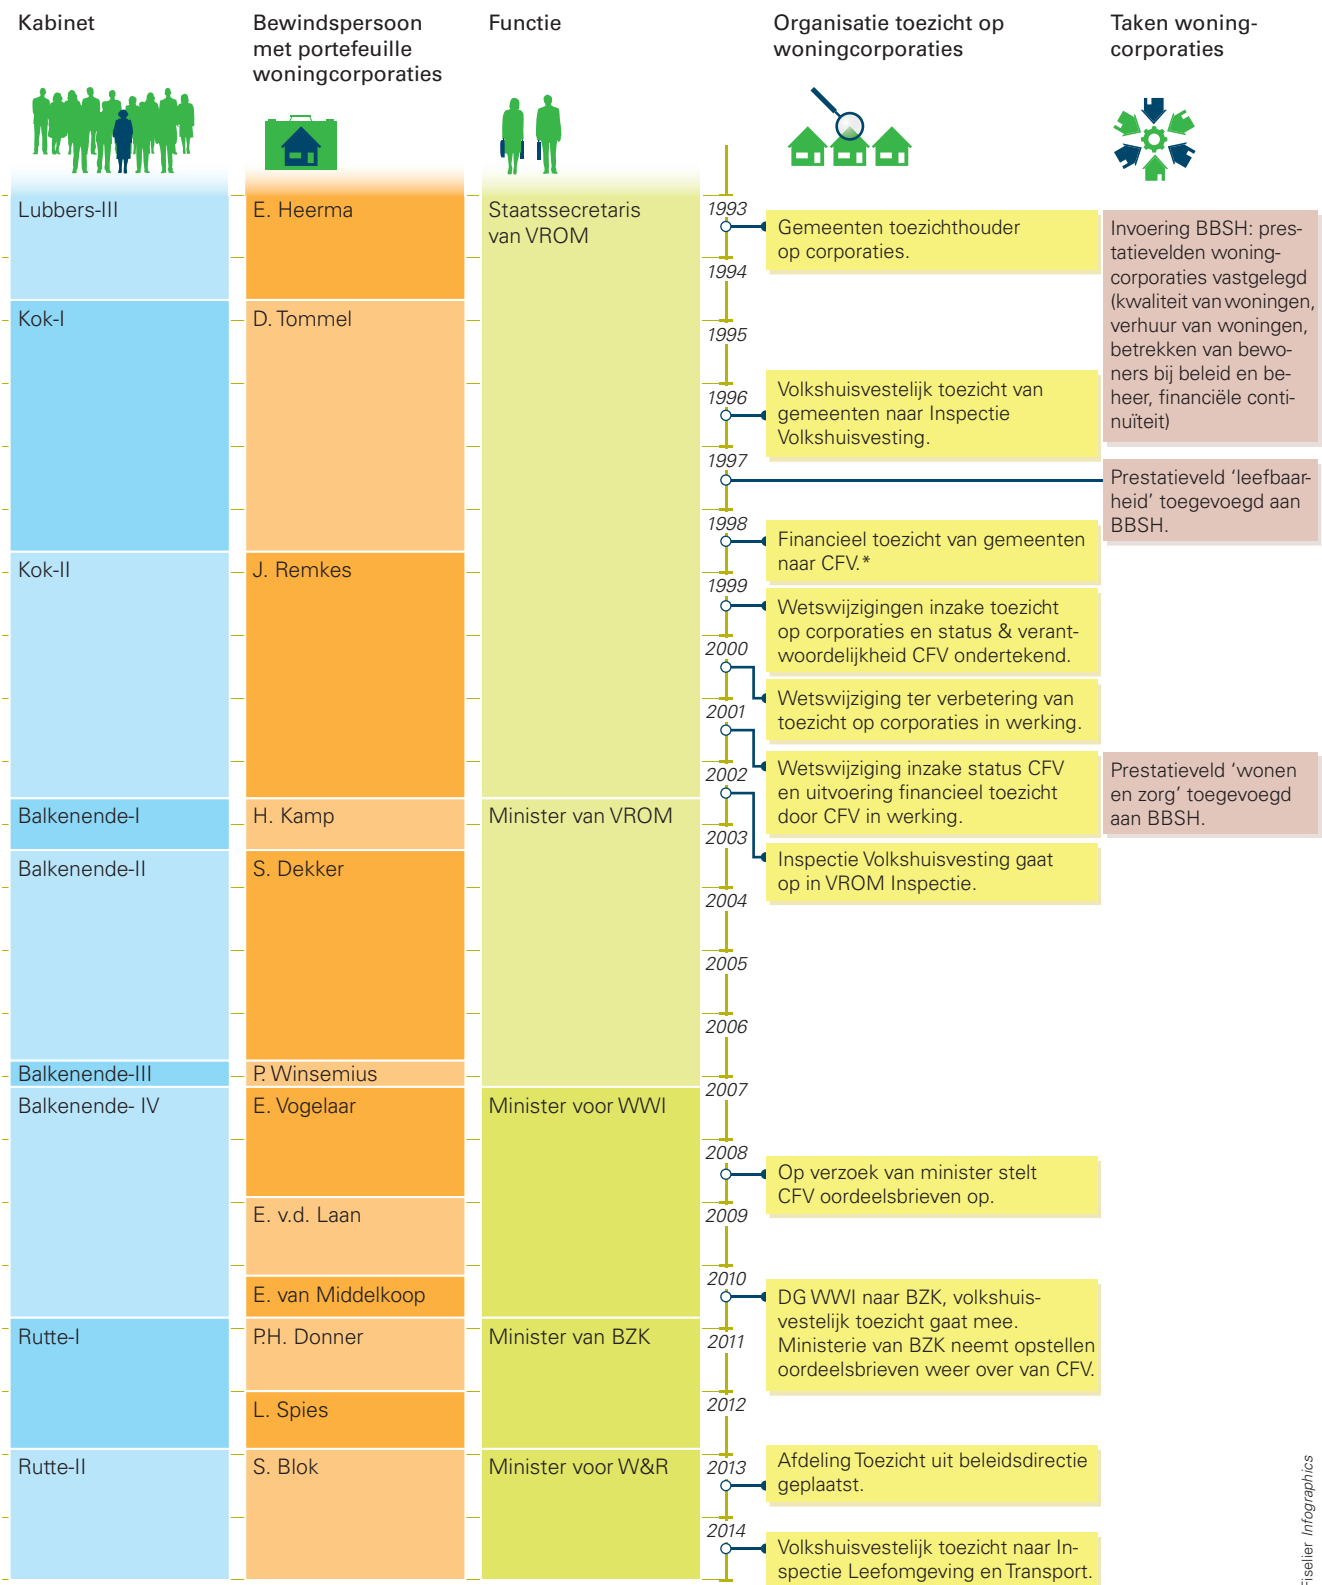 Kabinet
Bewindspersoon
met portefeuille
woningcorporaties
Functie
Organisatie toezicht op
woningcorporaties
Taken woning-
corporaties
Lubbers-III
Kok-I
Kok-II
Balkenende-I
Balkenende-II
Balkenende-III
Balkenende- IV
Rutte-I
Rutte-II
E. Heerma
D. Tommel
J. Remkes
H. Kamp
S. Dekker
P. Winsemius
E. Vogelaar
E. v.d. Laan
E. van Middelkoop
P.H. Donner
L. Spies
S. Blok
Staatssecretaris
van VROM
Minister van VROM
Minister voor WWI
Minister van BZK
Minister voor W&R
1993
1994
1995
1996
1997
1998
1999
2000
2001
2002
2003
2004
2005
2006
2007
2008
2009
2010
2011
2012
2013
2014
Gemeenten toezichthouder
op corporaties.
Volkshuisvestelijk toezicht van
gemeenten naar Inspectie
Volkshuisvesting.
Financieel toezicht van gemeenten
naar CFV.*
Wetswijzigingen inzake toezicht
op corporaties en status & verant-
woordelijkheid CFV ondertekend.
Wetswijziging ter verbetering van
toezicht op corporaties in werking.
Wetswijziging inzake status CFV
en uitvoering financieel toezicht
door CFV in werking.
Inspectie Volkshuisvesting gaat
op in VROM Inspectie.
Op verzoek van minister stelt
CFV oordeelsbrieven op.
DG WWI naar BZK, volkshuis-
vestelijk toezicht gaat mee.
Ministerie van BZK neemt opstellen
oordeelsbrieven weer over van CFV.
Afdeling Toezicht uit beleidsdirectie
geplaatst.
Volkshuisvestelijk toezicht naar In-
spectie Leefomgeving en Transport.
Invoering BBSH: pres-
tatievelden woning-
corporaties vastgelegd
(kwaliteit van woningen,
verhuur van woningen,
betrekken van bewo-
ners bij beleid en be-
heer, financiële conti-
nuïteit)
Prestatieveld ‘leefbaar-
heid’ toegevoegd aan
BBSH.
Prestatieveld ‘wonen
en zorg’ toegevoegd
aan BBSH.
Fiselier Infographics